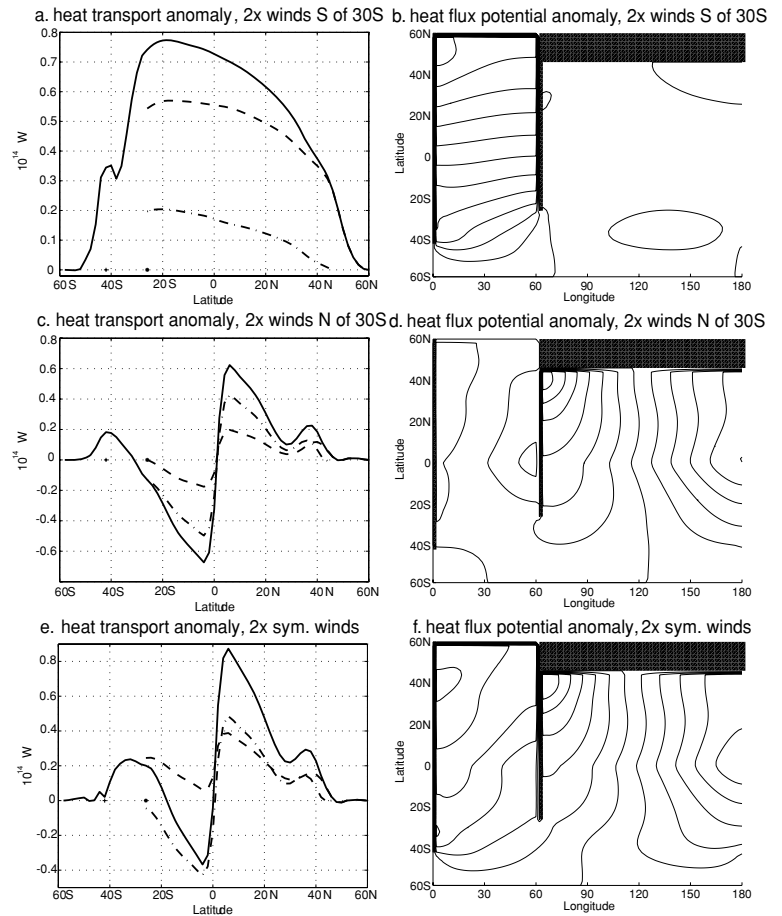 a. heat transport anomaly, 2x winds S of 30S
0.8
0.7
0.6
0.5
0.4
0.3
0.2
0.1
0
10^14 W
60S 40S 20S 0 20N 40N 60N
Latitude
b. heat flux potential anomaly, 2x winds S of 30S
60N
40N
20N
0
20S
40S
60S
Latitude
0 30 60 90 120 150 180
Longitude
c. heat transport anomaly, 2x winds N of 30S
0.8
0.6
0.4
0.2
0
-0.2
-0.4
-0.6
10^14 W
60S 40S 20S 0 20N 40N 60N
Latitude
d. heat flux potential anomaly, 2x winds N of 30S
60N
40N
20N
0
20S
40S
60S
Latitude
0 30 60 90 120 150 180
Longitude
e. heat transport anomaly, 2x sym. winds
0.8
0.6
0.4
0.2
0
-0.2
-0.4
10^14 W
60S 40S 20S 0 20N 40N 60N
Latitude
f. heat flux potential anomaly, 2x sym. winds
60N
40N
20N
0
20S
40S
60S
Latitude
0 30 60 90 120 150 180
Longitude